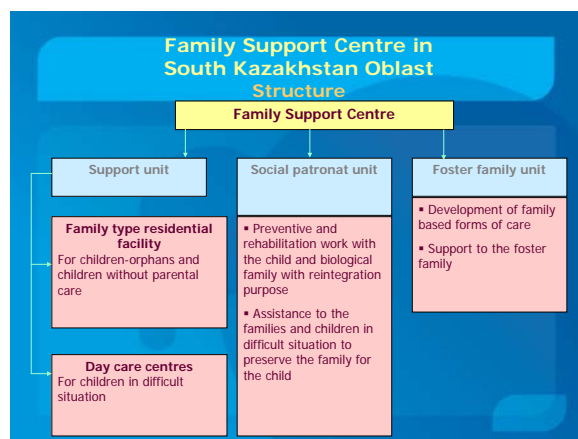 Family Support Centre in
South Kazakhstan Oblast
Structure
Family Support Centre
Support unit
Family type residential
facility
For children-orphans and
children without parental
care
Day care centres
For children in difficult
situation
Social patronat unit
▪ Preventive and
rehabilitation work with
the child and biological
family with reintegration
purpose
▪ Assistance to the
families and children in
difficult situation to
preserve the family for
the child
Foster family unit
▪ Development of family
based forms of care
▪ Support to the foster
family